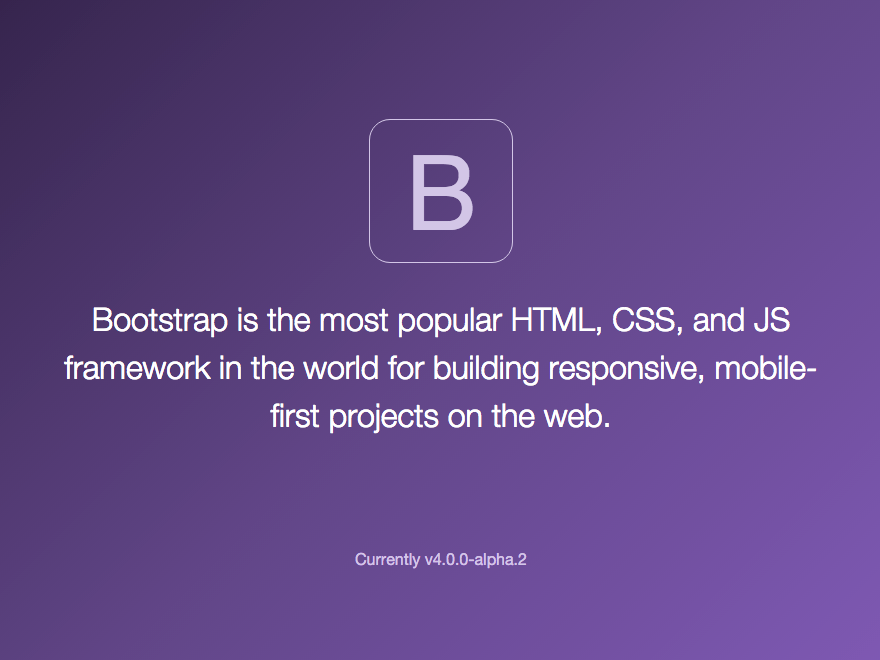 B
Bootstrap is the most popular HTML, CSS, and JS
framework in the world for building responsive, mobile-
first projects on the web.
Currently v4.0.0-alpha.2